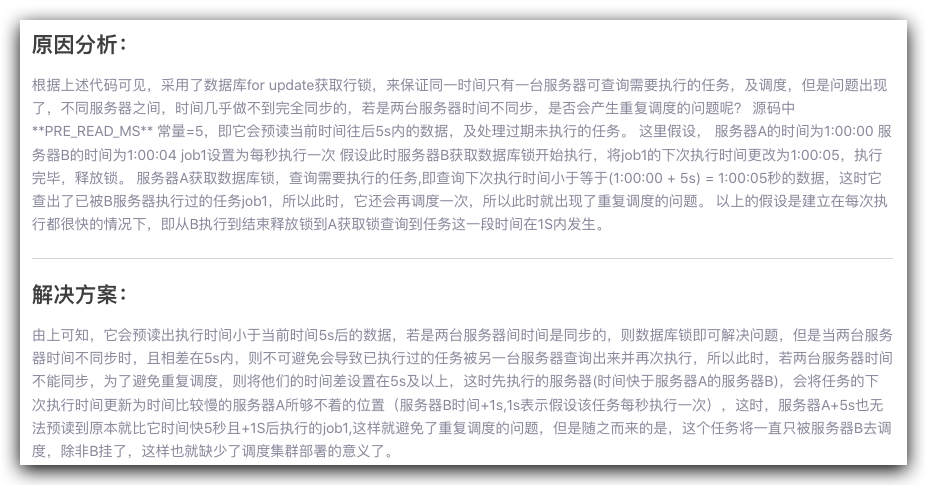 原因分析：
根据上述代码可见，采用了数据库for update获取行锁，来保证同一时间只有一台服务器可查询需要执行的任务，及调度，但是问题出现
了，不同服务器之间，时间几乎做不到完全同步的，若是两台服务器时间不同步，是否会产生重复调度的问题呢？ 源码中
**PRE_READ_MS** 常量=5，即它会预读当前时间往后5s内的数据，及处理过期未执行的任务。 这里假设， 服务器A的时间为1:00:00 服
务器B的时间为1:00:04 job1设置为每秒执行一次 假设此时服务器B获取数据库锁开始执行，将job1的下次执行时间更改为1:00:05，执行
完毕，释放锁。 服务器A获取数据库锁，查询需要执行的任务,即查询下次执行时间小于等于(1:00:00 + 5s) = 1:00:05秒的数据，这时它
查出了已被B服务器执行过的任务job1，所以此时，它还会再调度一次，所以此时就出现了重复调度的问题。 以上的假设是建立在每次执
行都很快的情况下，即从B执行到结束释放锁到A获取锁查询到任务这一段时间在1S内发生。
解决方案：
由上可知，它会预读出执行时间小于当前时间5s后的数据，若是两台服务器间时间是同步的，则数据库锁即可解决问题，但是当两台服务
器时间不同步时，且相差在5s内，则不可避免会导致已执行过的任务被另一台服务器查询出来并再次执行，所以此时，若两台服务器时间
不能同步，为了避免重复调度，则将他们的时间差设置在5s及以上，这时先执行的服务器(时间快于服务器A的服务器B)，会将任务的下
次执行时间更新为时间比较慢的服务器A所够不着的位置（服务器B时间+1s,1s表示假设该任务每秒执行一次），这时，服务器A+5s也无
法预读到原本就比它时间快5秒且+1S后执行的job1,这样就避免了重复调度的问题，但是随之而来的是，这个任务将一直只被服务器B去调
度，除非B挂了，这样也就缺少了调度集群部署的意义了。